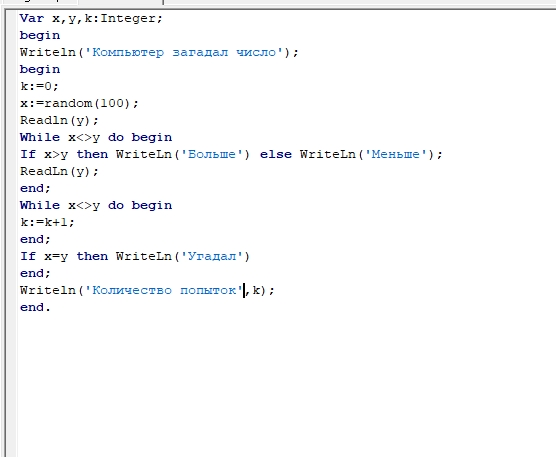 Var x,y,k:Integer;
begin
Writeln('Компьютер загадал число');
begin
k:=0;
x:=random(100);
Readln(y);
While x<>y do begin
If x>y then WriteLn('Больше') else WriteLn('Меньше');
ReadLn(y);
end;
While x<>y do begin
k:=k+1;
end;
If x=y then WriteLn('Угадал')
end;
Writeln('Количество попыток',k);
end.